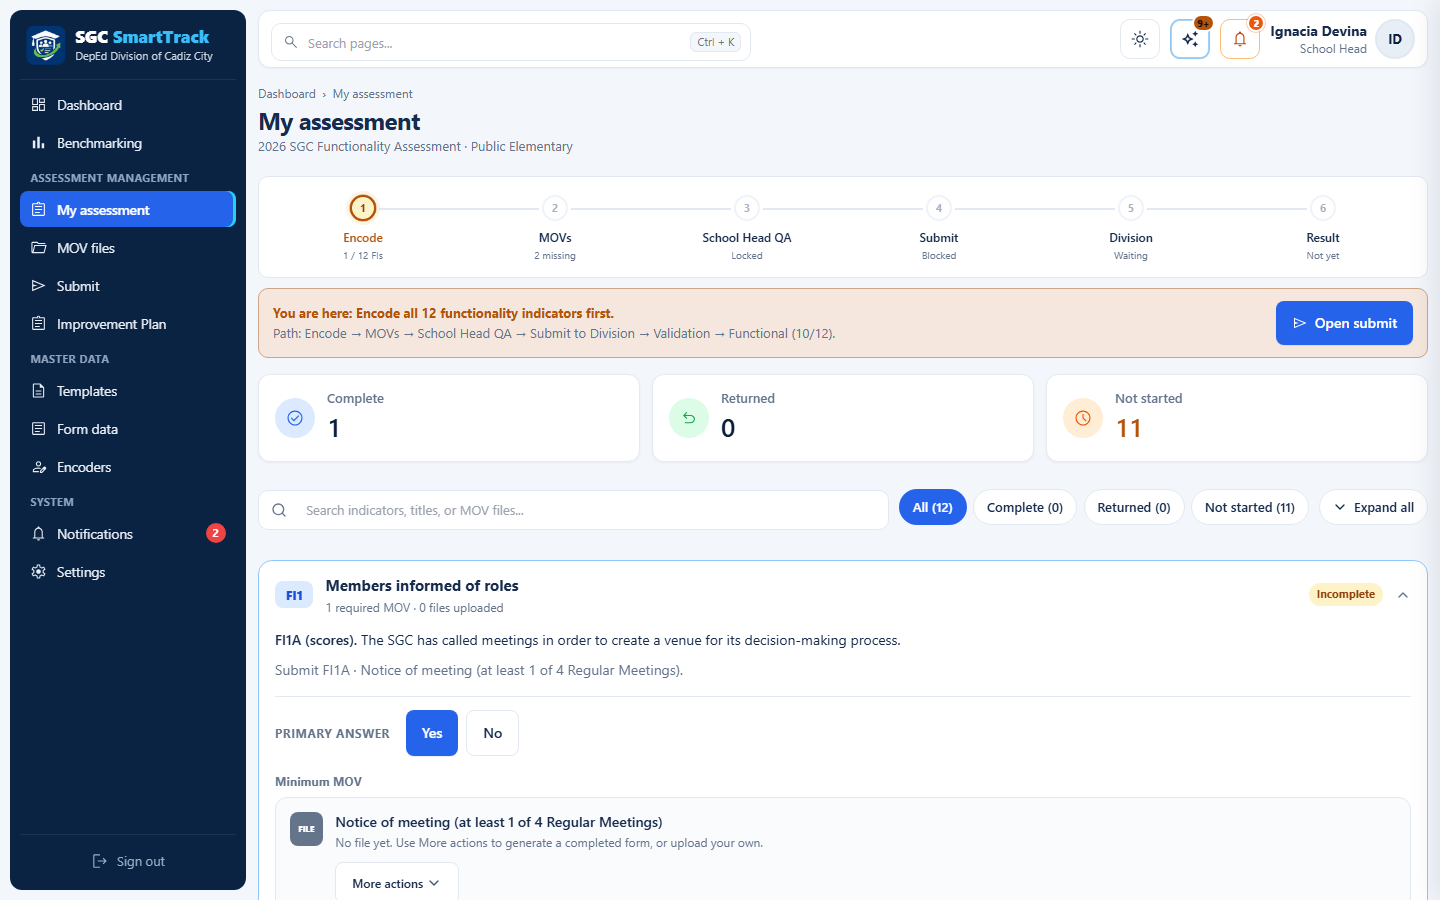 SGC SmartTrack
DepEd Division of Cadiz City
Dashboard
Benchmarking
ASSESSMENT MANAGEMENT
My assessment
MOV files
Submit
Improvement Plan
MASTER DATA
Templates
Form data
Encoders
SYSTEM
Notifications
2
Settings
Sign out
Search pages...
Ctrl + K
9+
2
Ignacia Devina
School Head
ID
Dashboard › My assessment
My assessment
2026 SGC Functionality Assessment · Public Elementary
1
Encode
1 / 12 FIs
2
MOVs
2 missing
3
School Head QA
Locked
4
Submit
Blocked
5
Division
Waiting
6
Result
Not yet
You are here: Encode all 12 functionality indicators first.
Path: Encode → MOVs → School Head QA → Submit to Division → Validation → Functional (10/12).
Open submit
Complete
1
Returned
0
Not started
11
Search indicators, titles, or MOV files...
All (12)
Complete (0)
Returned (0)
Not started (11)
Expand all
FI1
Members informed of roles
1 required MOV · 0 files uploaded
Incomplete
FI1A (scores). The SGC has called meetings in order to create a venue for its decision-making process.
Submit FI1A · Notice of meeting (at least 1 of 4 Regular Meetings).
PRIMARY ANSWER
Yes
No
Minimum MOV
FILE
Notice of meeting (at least 1 of 4 Regular Meetings)
No file yet. Use More actions to generate a completed form, or upload your own.
More actions